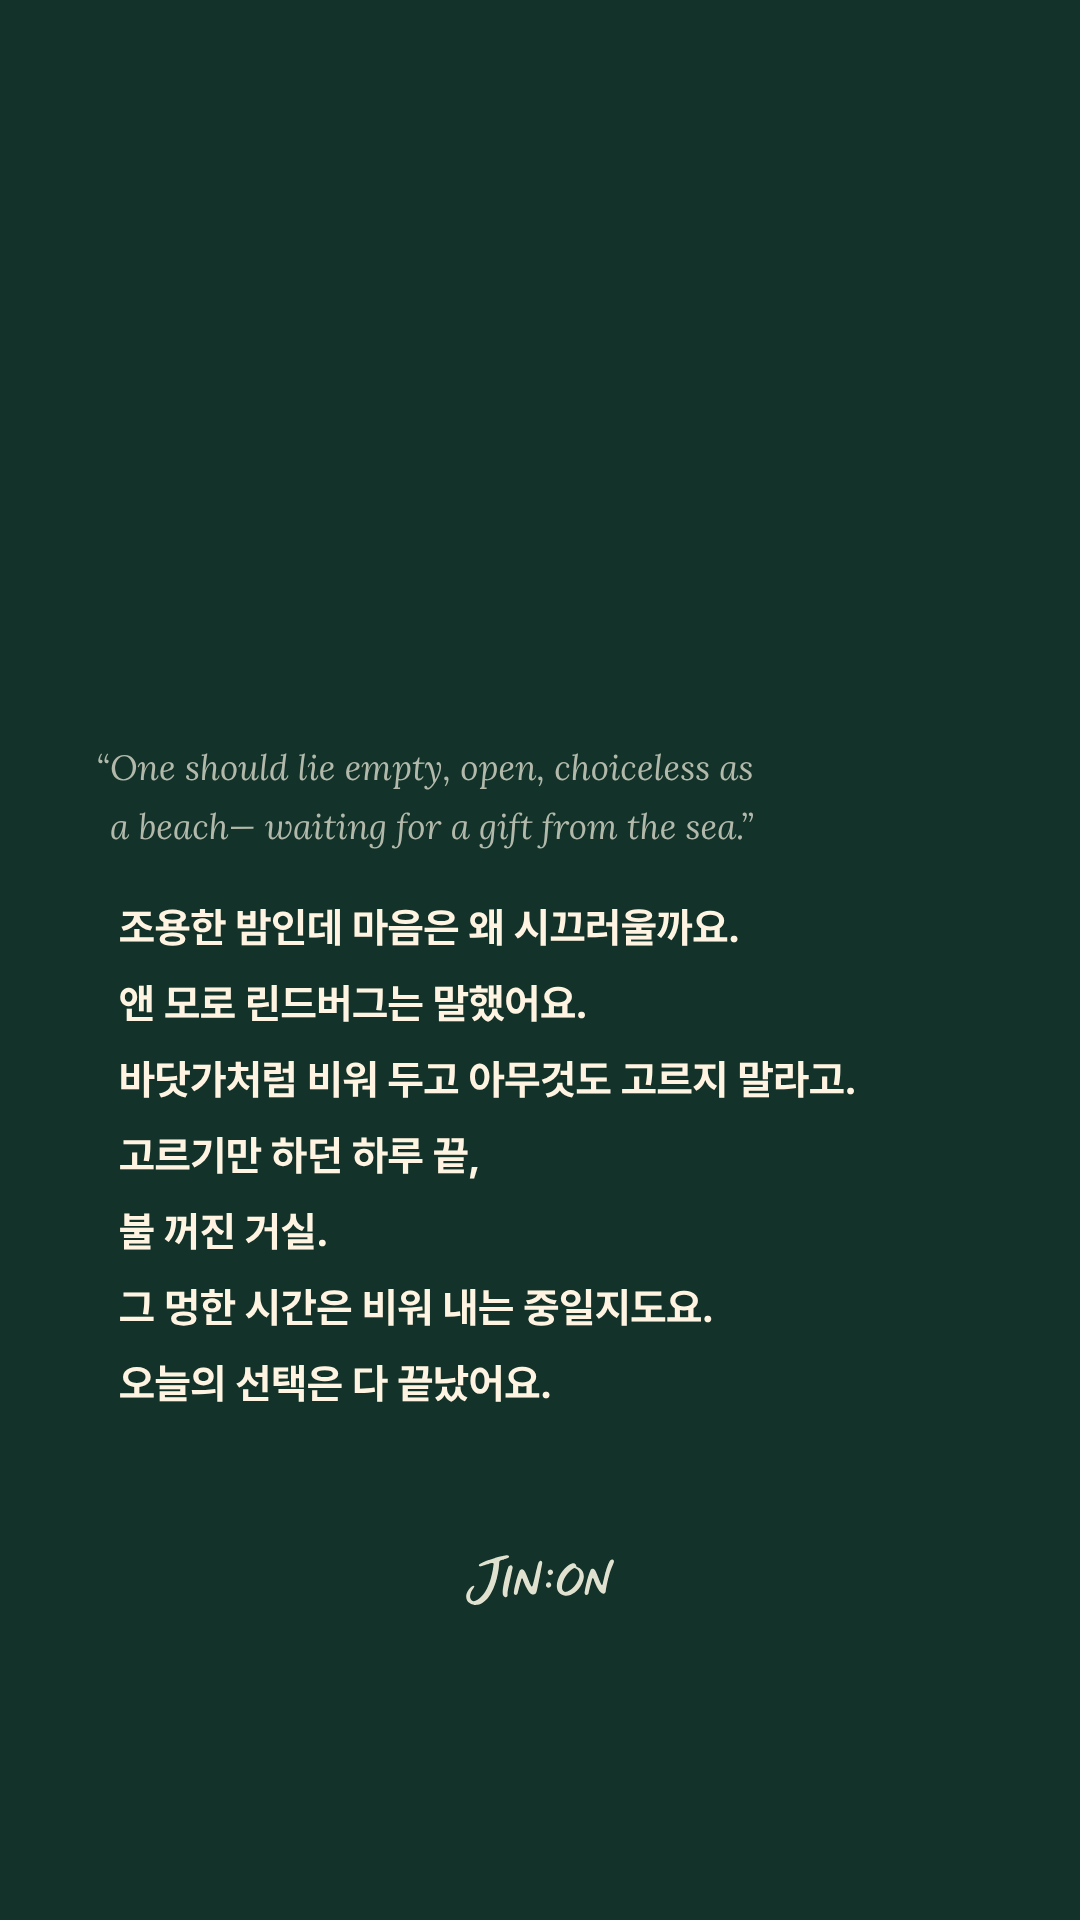 “One should lie empty, open, choiceless as
a beach— waiting for a gift from the sea.”
조용한 밤인데 마음은 왜 시끄러울까요.
앤 모로 린드버그는 말했어요.
바닷가처럼 비워 두고 아무것도 고르지 말라고.
고르기만 하던 하루 끝,
불 꺼진 거실.
그 멍한 시간은 비워 내는 중일지도요.
오늘의 선택은 다 끝났어요.
JIN:ON